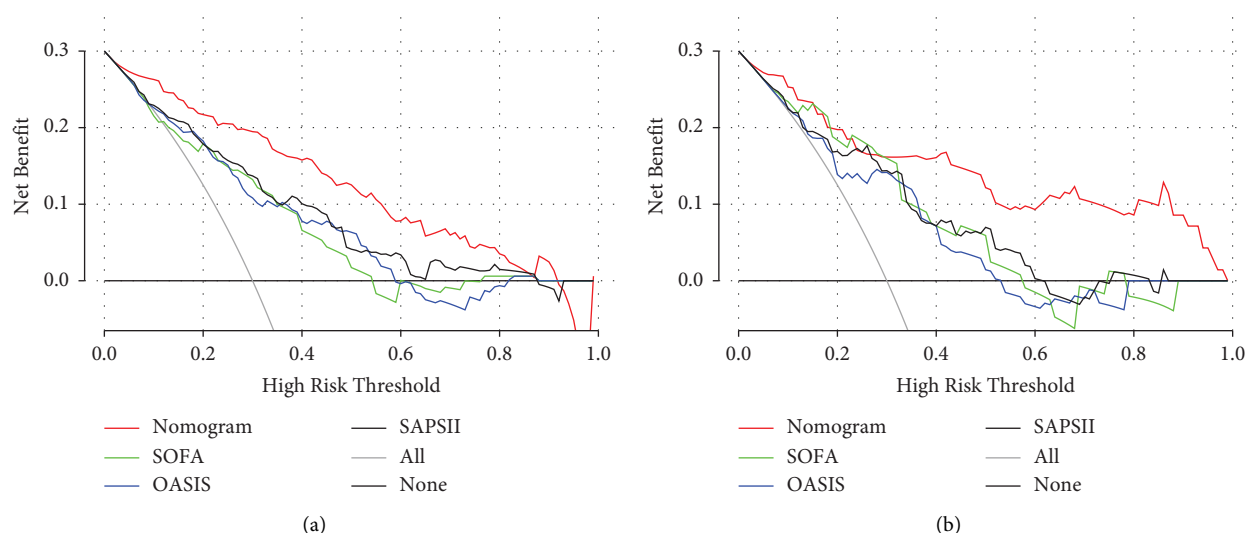 0.3
0.2
0.1
0.0
Net Benefit
0.0 0.2 0.4 0.6 0.8 1.0
High Risk Threshold
Nomogram SAPSII
SOFA All
OASIS None
(a)
0.3
0.2
0.1
0.0
Net Benefit
0.0 0.2 0.4 0.6 0.8 1.0
High Risk Threshold
Nomogram SAPSII
SOFA All
OASIS None
(b)